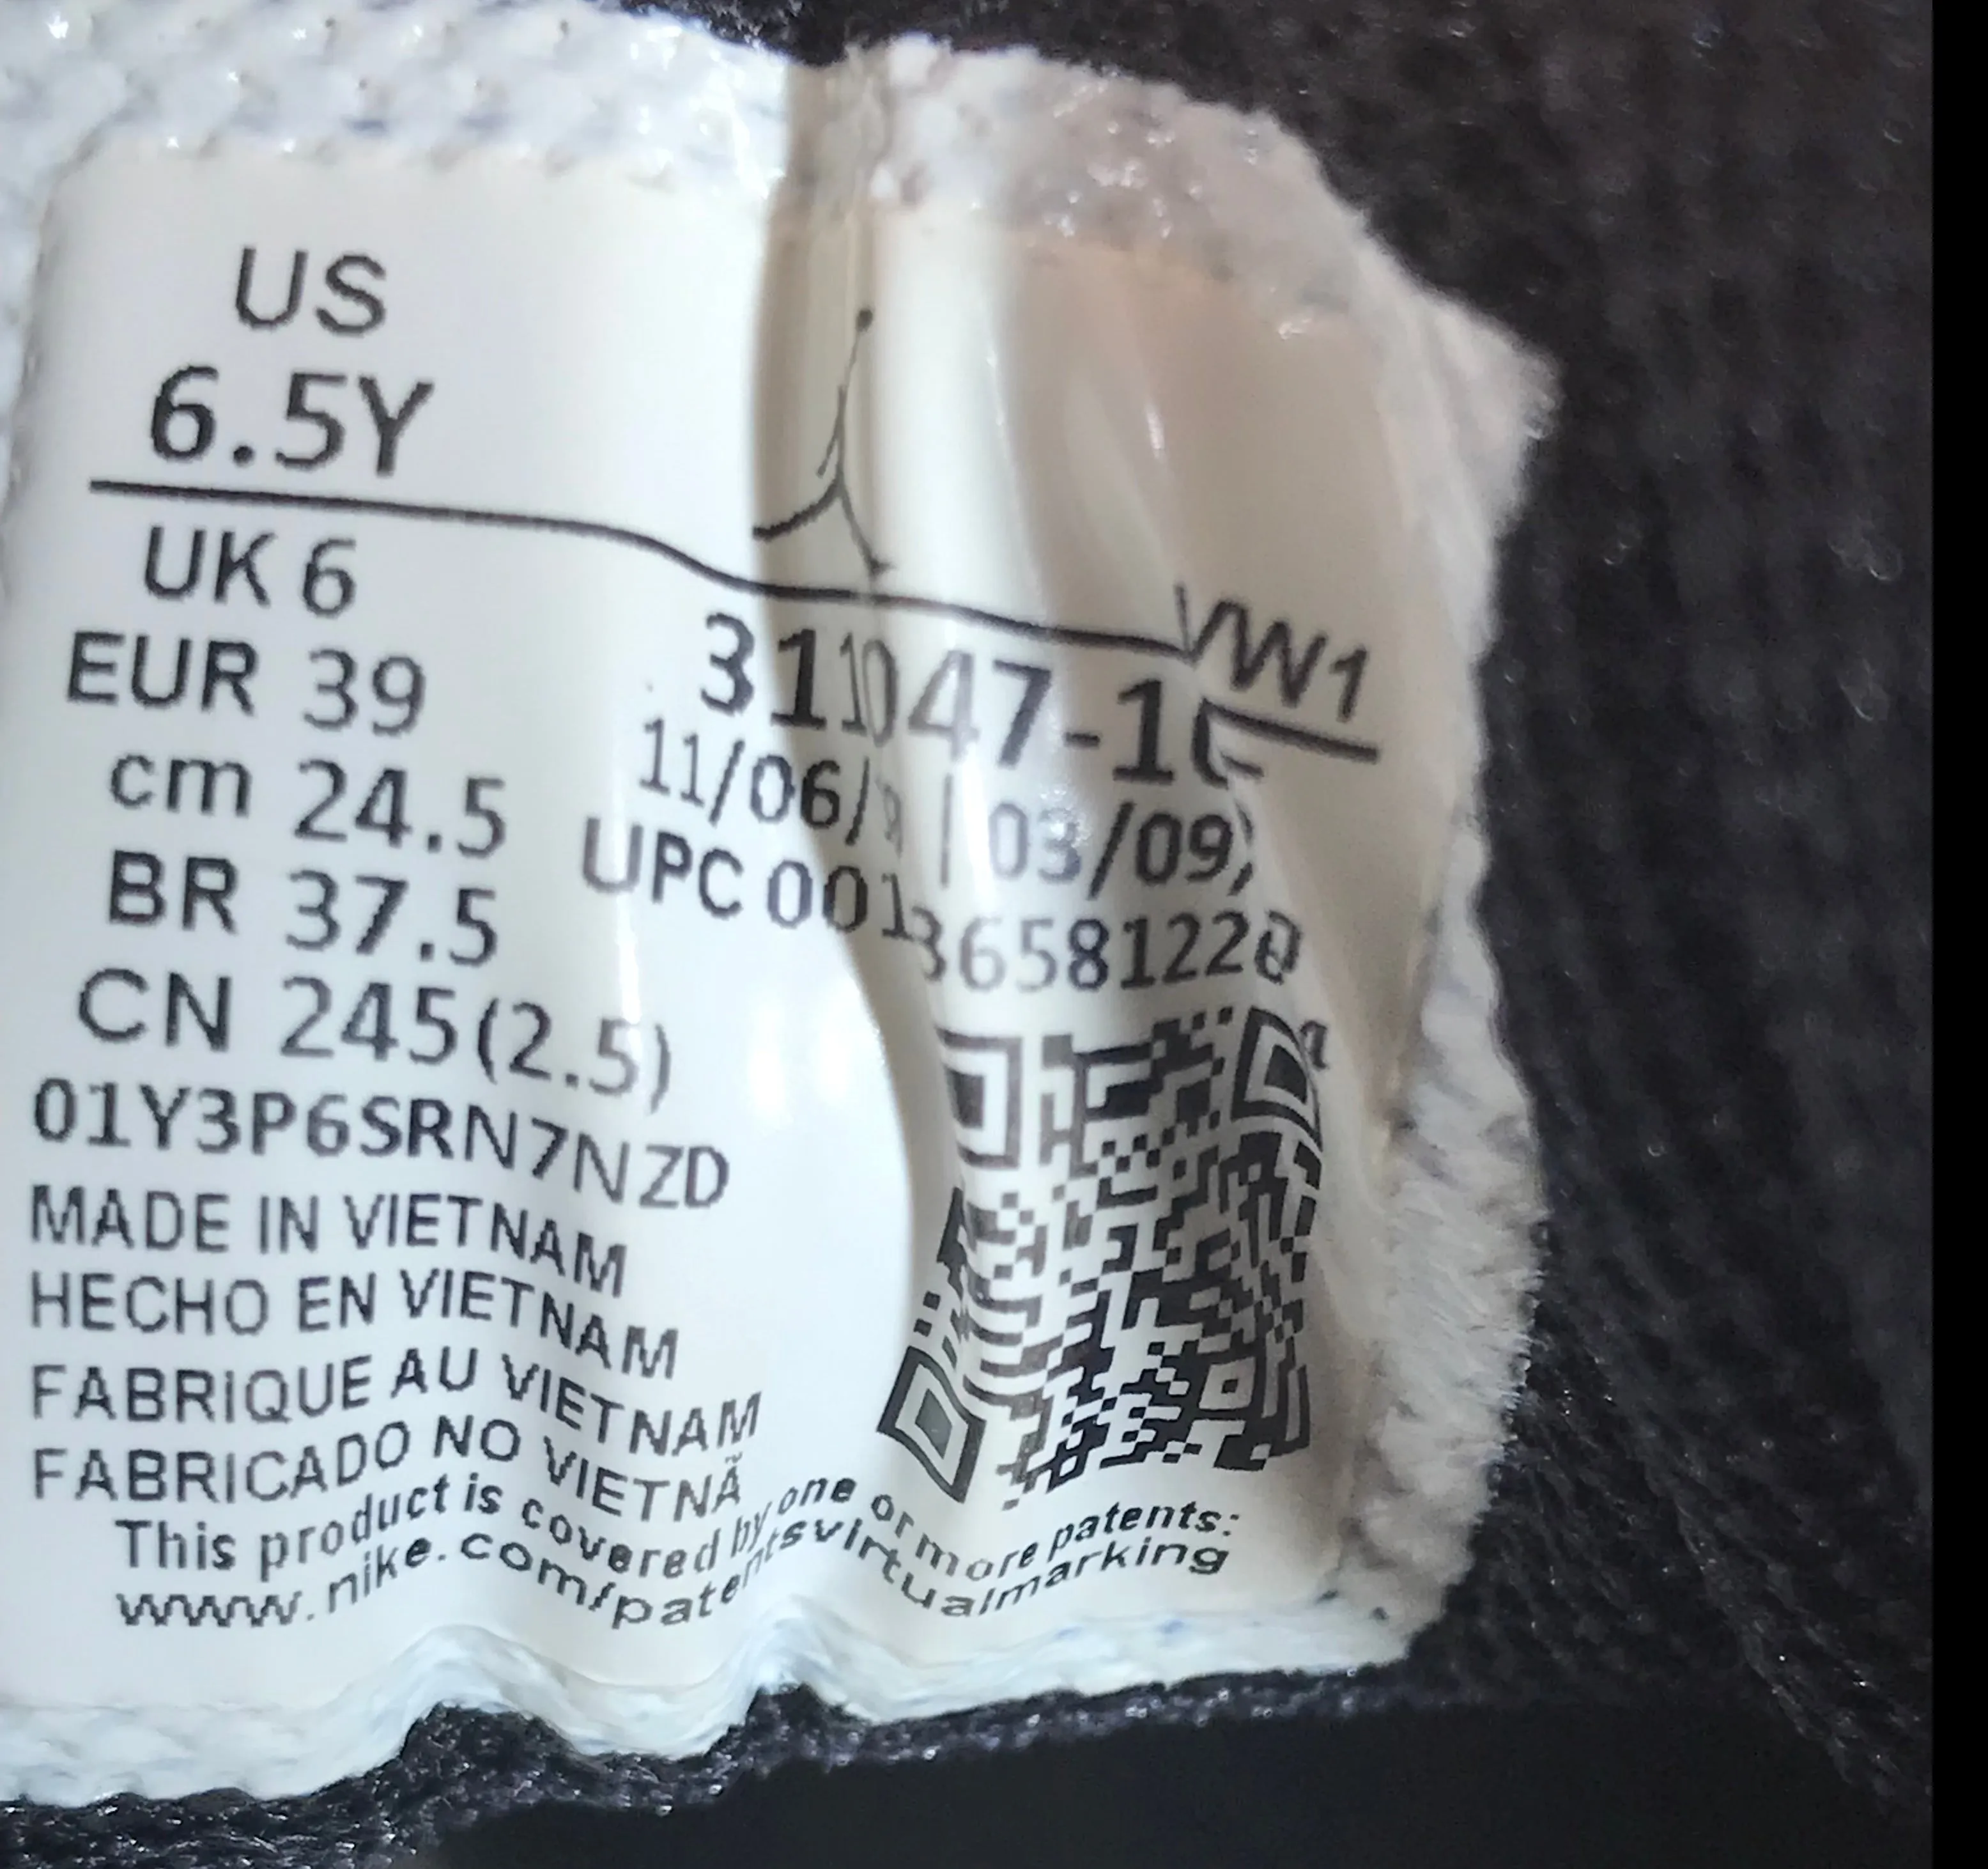 US
6.5Y
UK 6
EUR 39
cm 24.5
BR 37.5
CN 245(2.5)
01Y3P6SRN7NZD
MADE IN VIETNAM
HECHO EN VIETNAM
FABRIQUE AU VIETNAM
FABRICADO NO VIETNÃ
This product is covered by one or more patents:
www.nike.com/patentsvirtualmarking
VW1
UPC